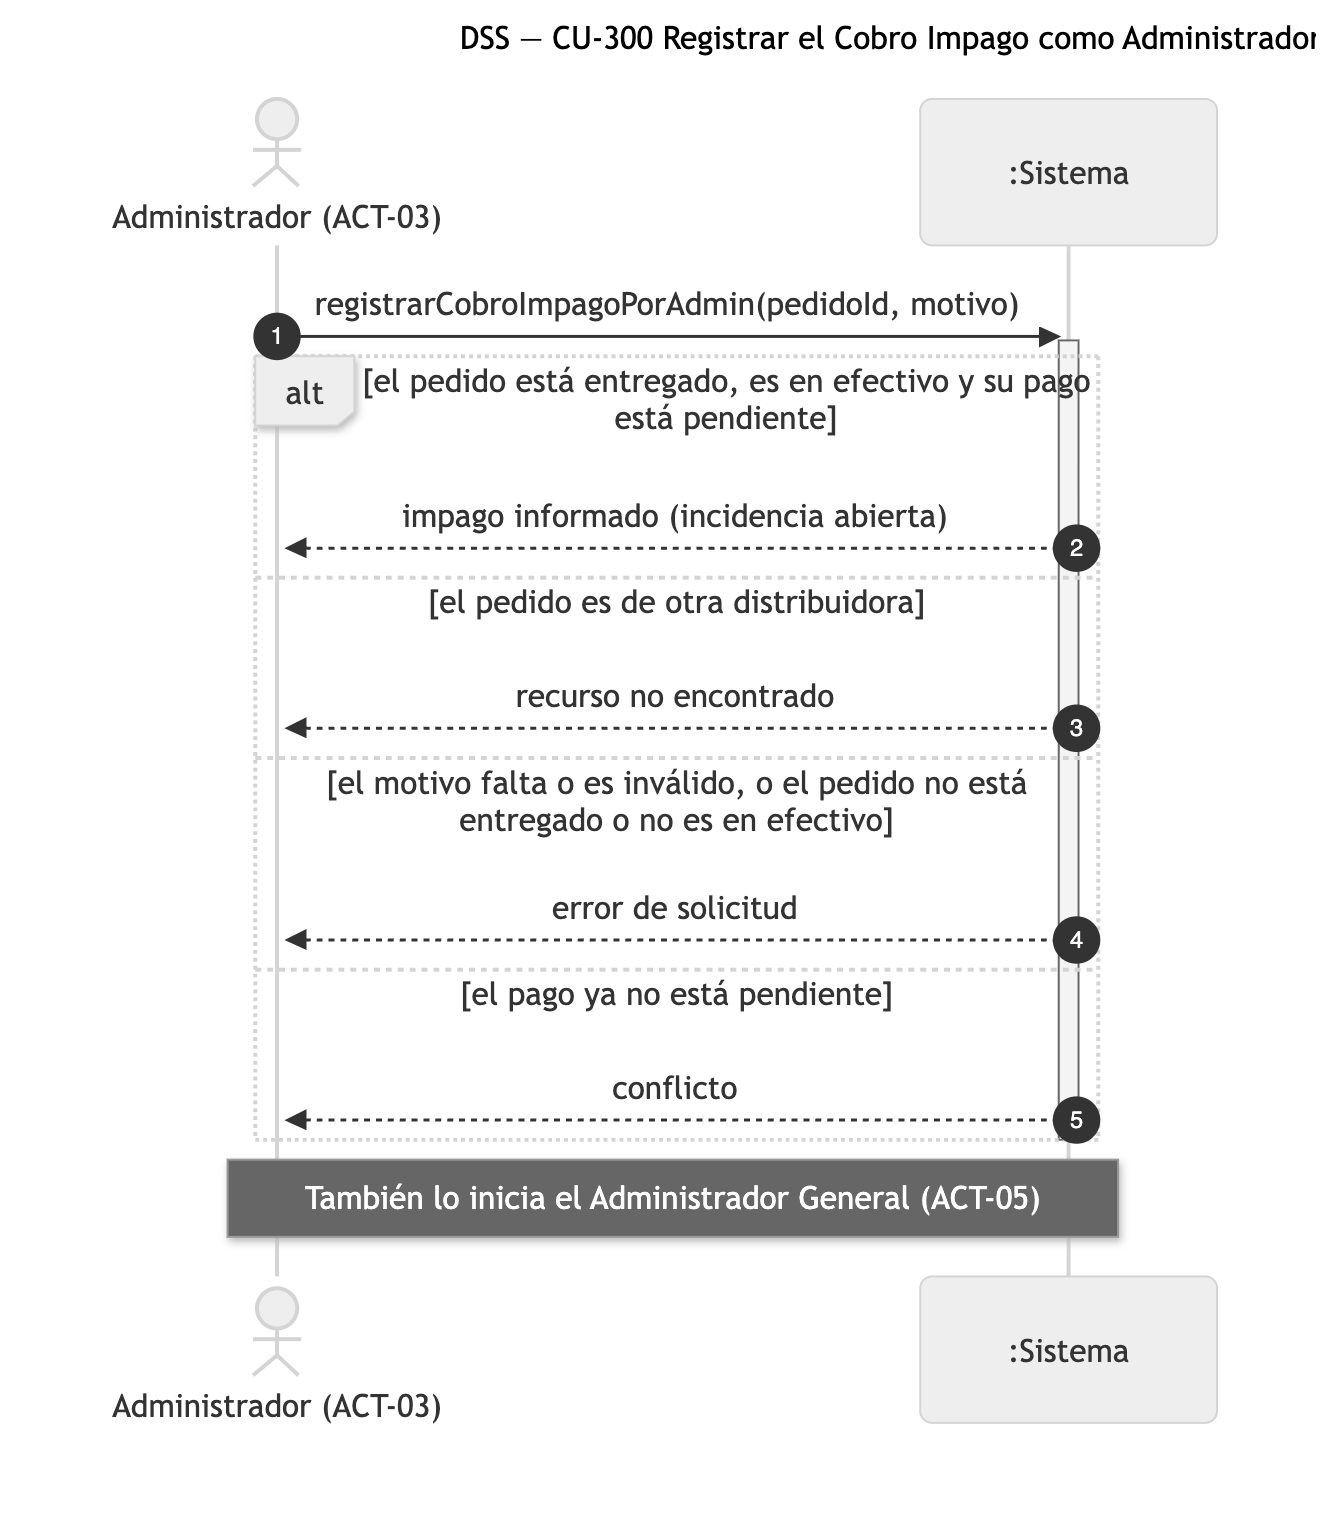 DSS — CU-300 Registrar el Cobro Impago como Administrador
Administrador (ACT-03)
:Sistema
registrarCobroImpagoPorAdmin(pedidoId, motivo)
1
alt
[el pedido está entregado, es en efectivo y su pago
está pendiente]
impago informado (incidencia abierta)
2
[el pedido es de otra distribuidora]
recurso no encontrado
3
[el motivo falta o es inválido, o el pedido no está
entregado o no es en efectivo]
error de solicitud
4
[el pago ya no está pendiente]
conflicto
5
También lo inicia el Administrador General (ACT-05)
Administrador (ACT-03)
:Sistema